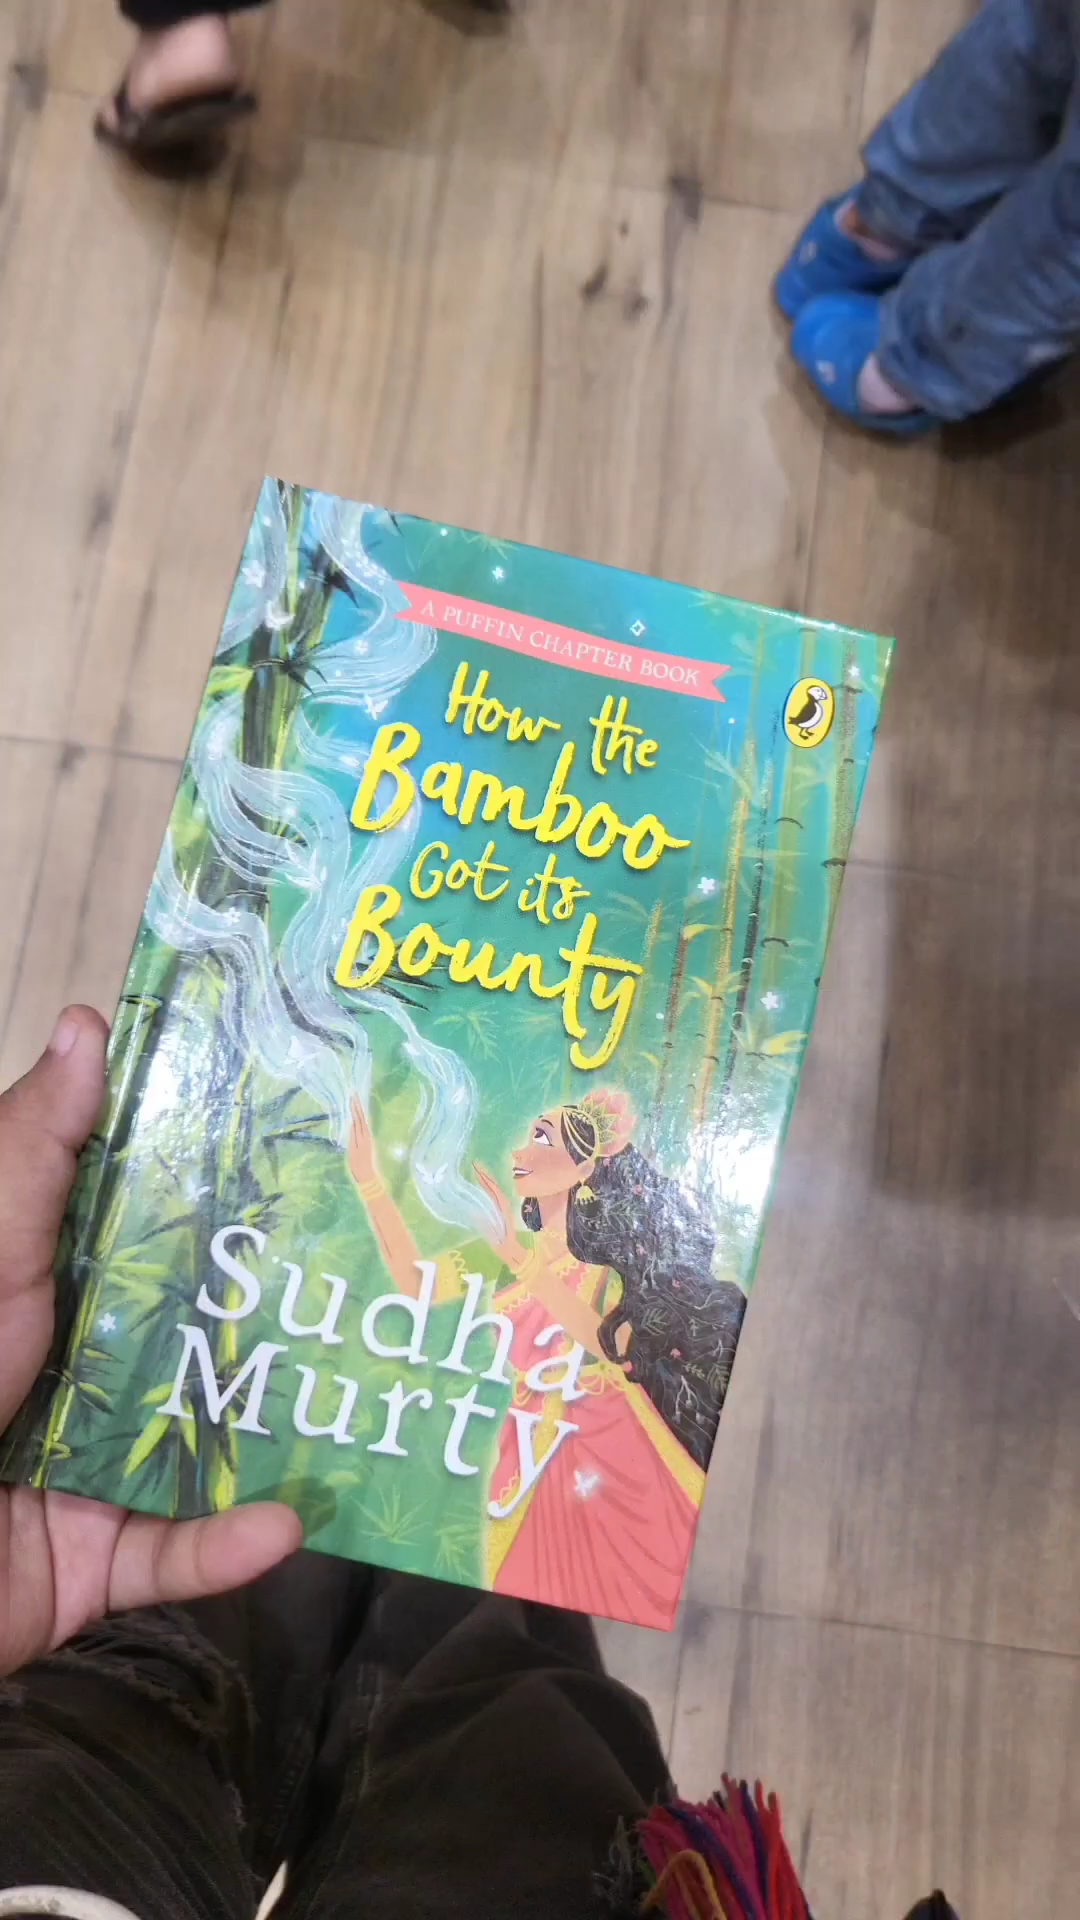 A PUFFIN CHAPTER BOOK
How the
Bamboo
Got its
Bounty
Sudha
Murty